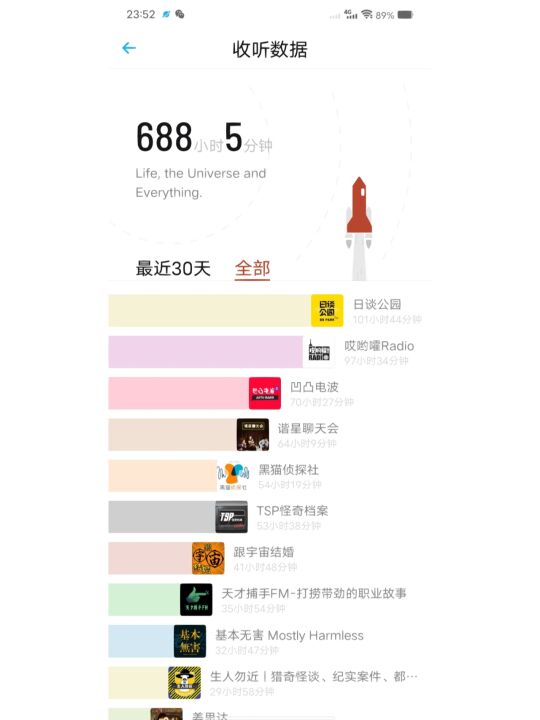 23:52
4G
89%
收听数据
688小时5分钟
Life, the Universe and
Everything.
最近30天 全部
日谈公园
101小时44分钟
哎哟喂Radio
97小时34分钟
凹凸电波
70小时27分钟
谐星聊天会
64小时9分钟
黑猫侦探社
54小时19分钟
TSP怪奇档案
53小时38分钟
跟宇宙结婚
41小时48分钟
天才捕手FM-打捞带劲的职业故事
35小时54分钟
基本无害 Mostly Harmless
32小时47分钟
生人勿近丨猎奇怪谈、纪实案件、都…
29小时58分钟
姜思达